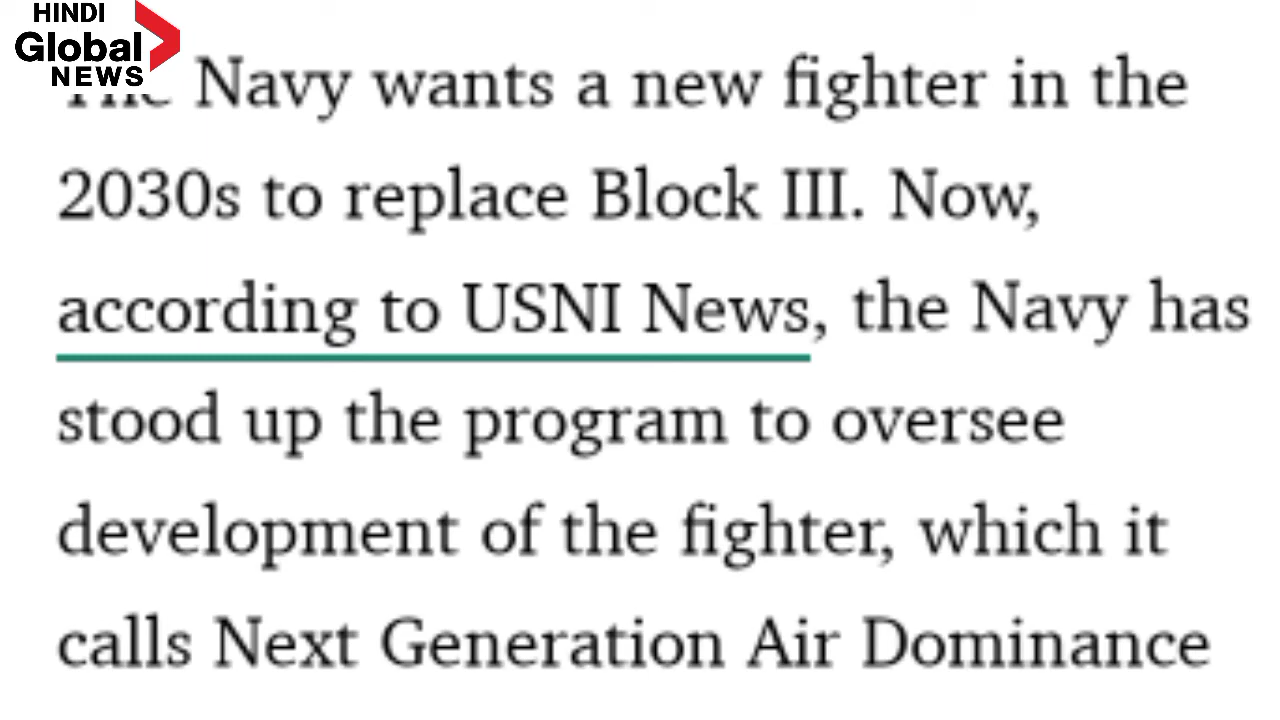 HINDI
Global
NEWS
The Navy wants a new fighter in the
2030s to replace Block III. Now,
according to USNI News, the Navy has
stood up the program to oversee
development of the fighter, which it
calls Next Generation Air Dominance